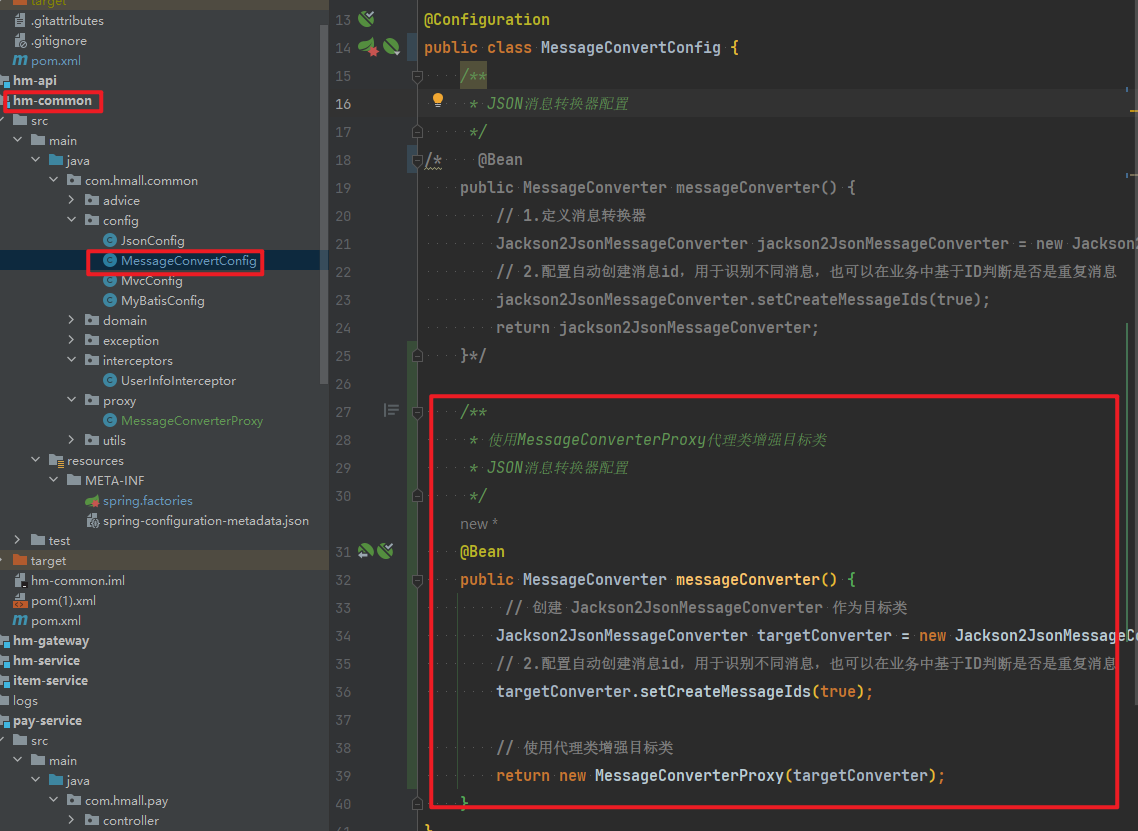 target
.gitattributes
.gitignore
pom.xml
hm-api
hm-common
src
main
java
com.hmall.common
advice
config
JsonConfig
MessageConvertConfig
MvcConfig
MyBatisConfig
domain
exception
interceptors
UserInfoInterceptor
proxy
MessageConverterProxy
utils
resources
META-INF
spring.factories
spring-configuration-metadata.json
test
target
hm-common.iml
pom(1).xml
pom.xml
hm-gateway
hm-service
item-service
logs
pay-service
src
main
java
com.hmall.pay
controller
13 @Configuration
14 public class MessageConvertConfig {
15 /**
16 * JSON消息转换器配置
17 */
18 /* @Bean
19 public MessageConverter messageConverter() {
20 // 1.定义消息转换器
21 Jackson2JsonMessageConverter jackson2JsonMessageConverter = new Jackson2
22 // 2.配置自动创建消息id，用于识别不同消息，也可以在业务中基于ID判断是否是重复消息
23 jackson2JsonMessageConverter.setCreateMessageIds(true);
24 return jackson2JsonMessageConverter;
25 }*/
26
27 /**
28 * 使用MessageConverterProxy代理类增强目标类
29 * JSON消息转换器配置
30 */
new *
31 @Bean
32 public MessageConverter messageConverter() {
33 // 创建 Jackson2JsonMessageConverter 作为目标类
34 Jackson2JsonMessageConverter targetConverter = new Jackson2JsonMessageCo
35 // 2.配置自动创建消息id，用于识别不同消息，也可以在业务中基于ID判断是否是重复消息
36 targetConverter.setCreateMessageIds(true);
37
38 // 使用代理类增强目标类
39 return new MessageConverterProxy(targetConverter);
40 }
41 }